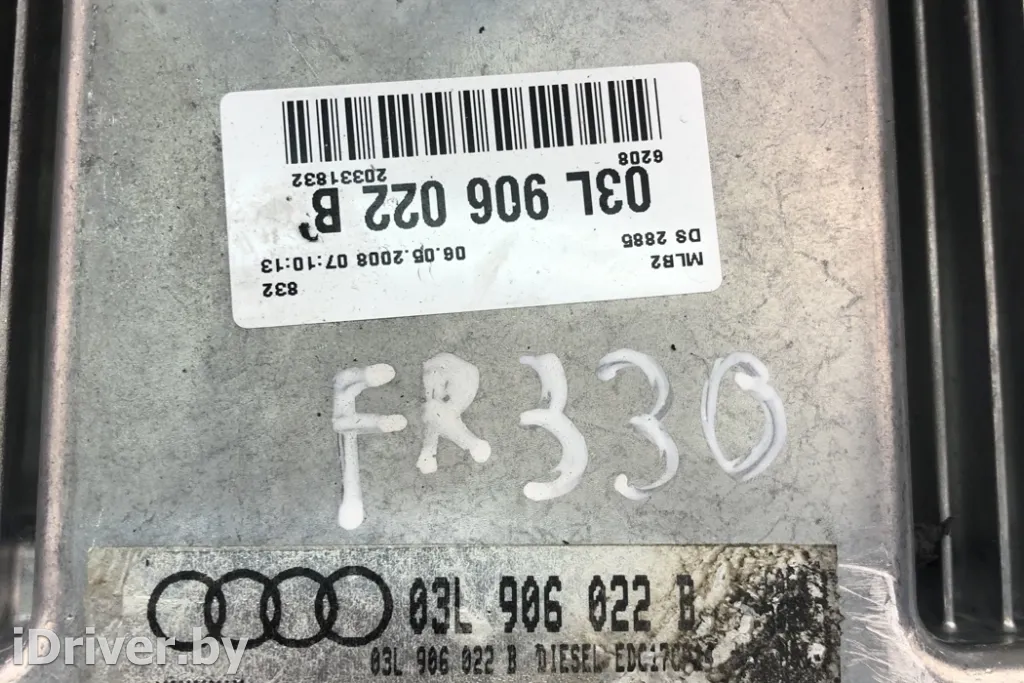 MLB2
DS 2885
06.05.2008 07:10:13
832
03L 906 022 B
6208
20331832
FR330
03L 906 022 B
03L 906 022 B DIESEL
iDriver.by